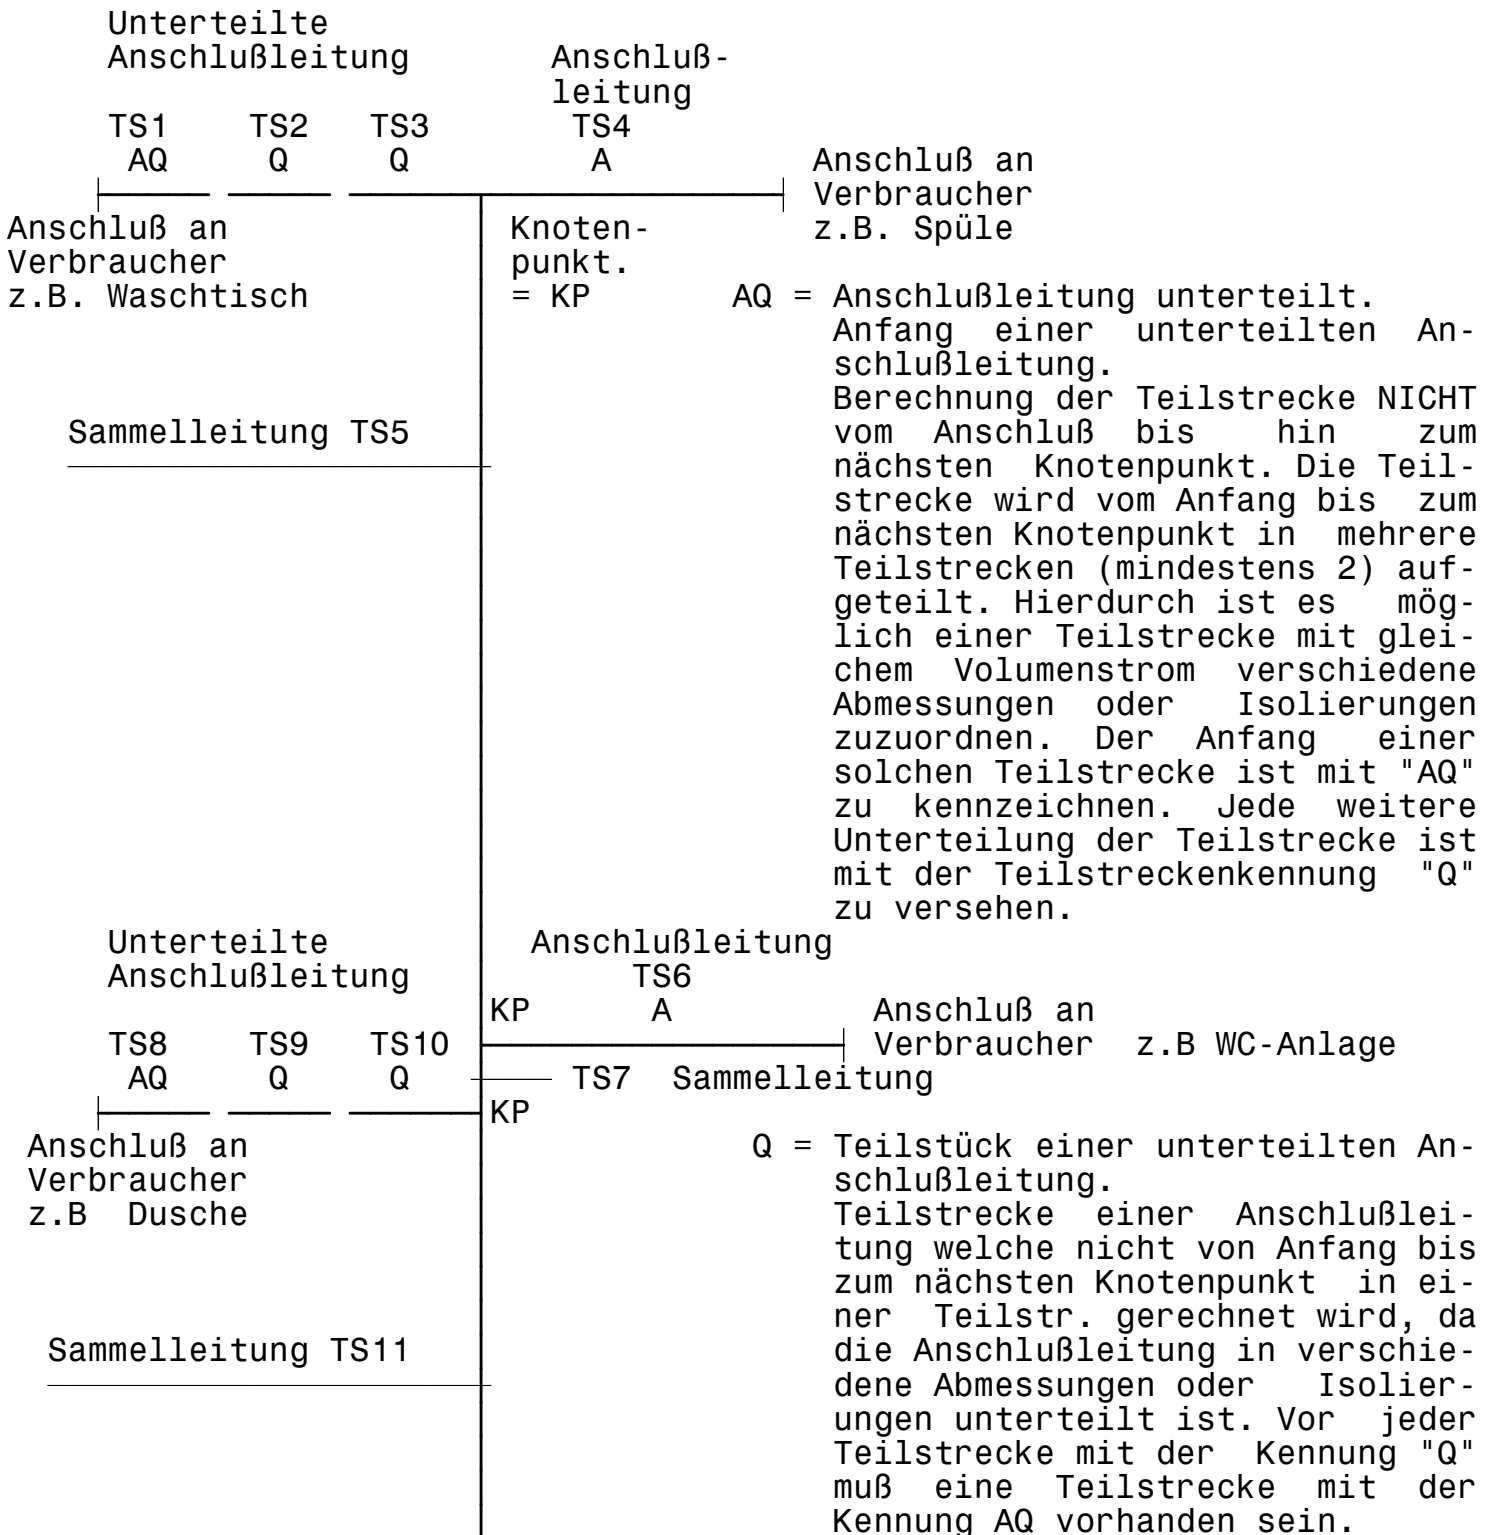 Unterteilte
Anschlußleitung
Anschluß-
leitung
TS1 TS2 TS3 TS4
AQ Q Q A
Anschluß an
Verbraucher
z.B. Spüle
Anschluß an
Verbraucher
z.B. Waschtisch
Knoten-
punkt.
= KP
AQ = Anschlußleitung unterteilt.
Anfang einer unterteilten An-
schlußleitung.
Berechnung der Teilstrecke NICHT
vom Anschluß bis hin zum
nächsten Knotenpunkt. Die Teil-
strecke wird vom Anfang bis zum
nächsten Knotenpunkt in mehrere
Teilstrecken (mindestens 2) auf-
geteilt. Hierdurch ist es mög-
lich einer Teilstrecke mit glei-
chem Volumenstrom verschiedene
Abmessungen oder Isolierungen
zuzuordnen. Der Anfang einer
solchen Teilstrecke ist mit "AQ"
zu kennzeichnen. Jede weitere
Unterteilung der Teilstrecke ist
mit der Teilstreckenkennung "Q"
zu versehen.
Sammelleitung TS5
Unterteilte
Anschlußleitung
Anschlußleitung
TS6
KP A
Anschluß an
Verbraucher z.B WC-Anlage
TS8 TS9 TS10
AQ Q Q
TS7 Sammelleitung
KP
Anschluß an
Verbraucher
z.B Dusche
Q = Teilstück einer unterteilten An-
schlußleitung.
Teilstrecke einer Anschlußlei-
tung welche nicht von Anfang bis
zum nächsten Knotenpunkt in ei-
ner Teilstr. gerechnet wird, da
die Anschlußleitung in verschie-
dene Abmessungen oder Isolier-
ungen unterteilt ist. Vor jeder
Teilstrecke mit der Kennung "Q"
muß eine Teilstrecke mit der
Kennung AQ vorhanden sein.
Sammelleitung TS11